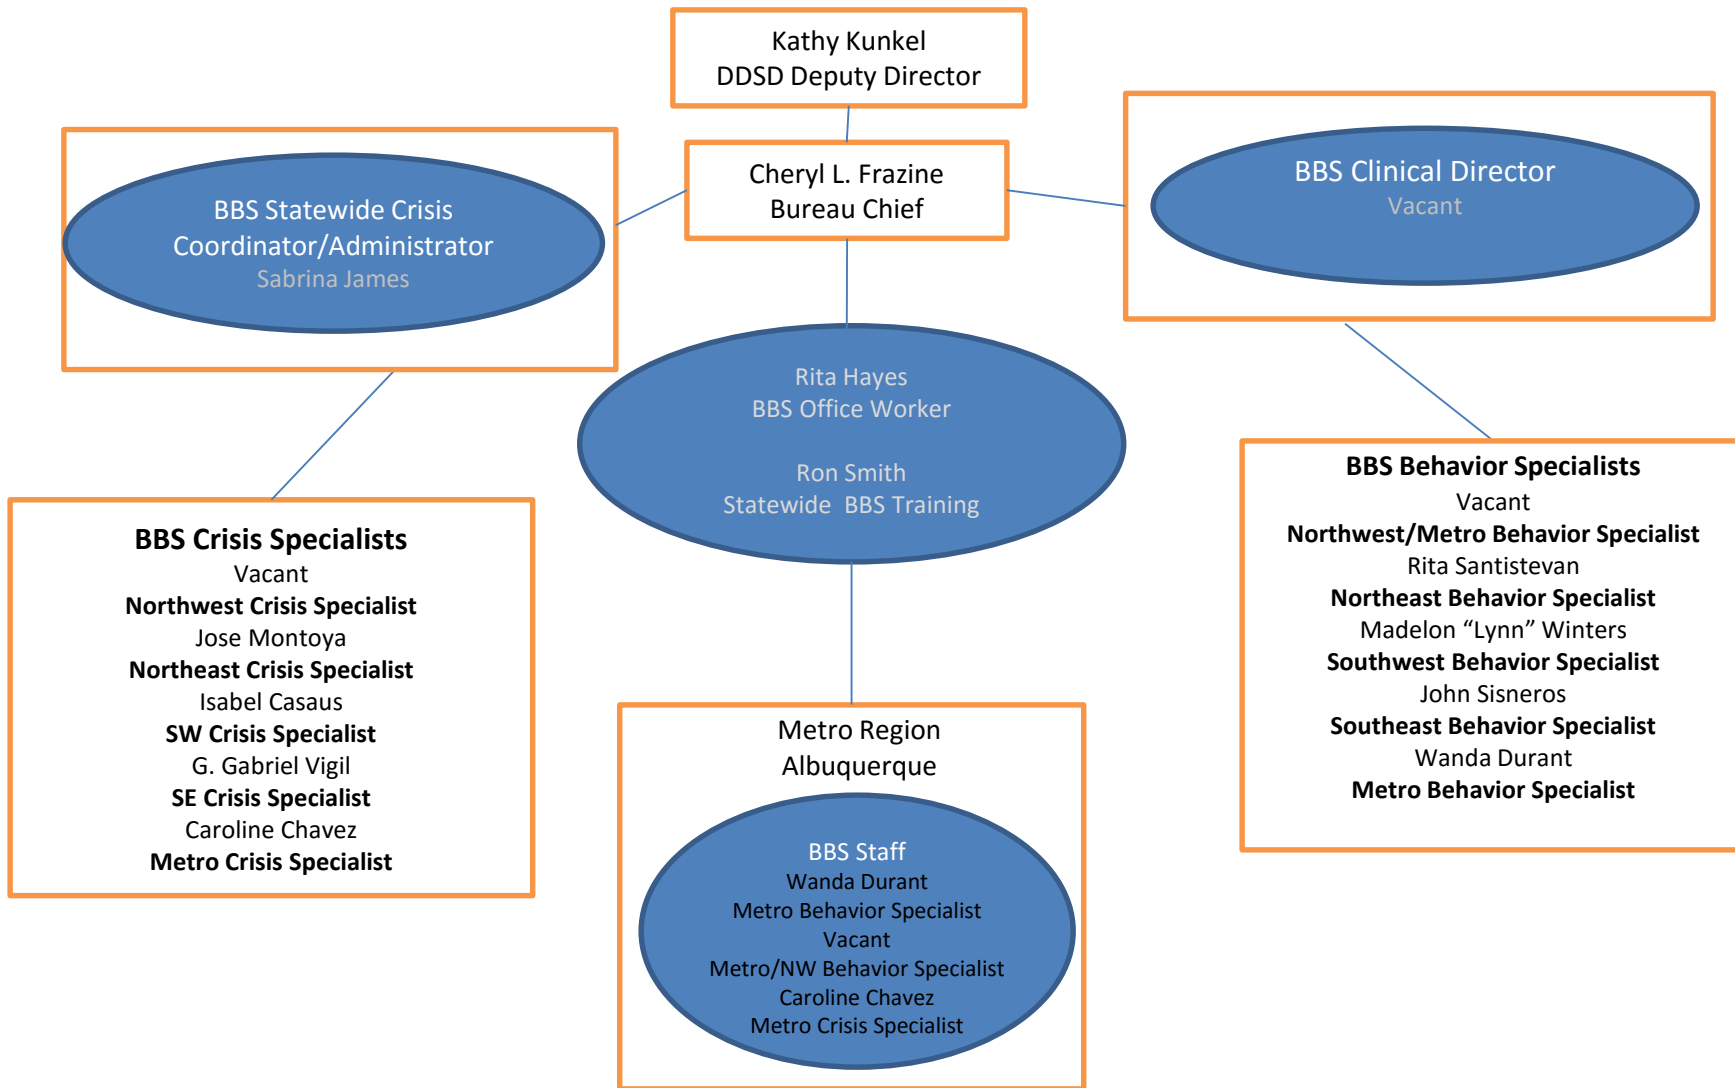 Kathy Kunkel
DDSD Deputy Director
Cheryl L. Frazine
Bureau Chief
BBS Statewide Crisis
Coordinator/Administrator
Sabrina James
BBS Clinical Director
Vacant
Rita Hayes
BBS Office Worker
Ron Smith
Statewide BBS Training
BBS Crisis Specialists
Vacant
Northwest Crisis Specialist
Jose Montoya
Northeast Crisis Specialist
Isabel Casaus
SW Crisis Specialist
G. Gabriel Vigil
SE Crisis Specialist
Caroline Chavez
Metro Crisis Specialist
Metro Region
Albuquerque
BBS Staff
Wanda Durant
Metro Behavior Specialist
Vacant
Metro/NW Behavior Specialist
Caroline Chavez
Metro Crisis Specialist
BBS Behavior Specialists
Vacant
Northwest/Metro Behavior Specialist
Rita Santistevan
Northeast Behavior Specialist
Madelon “Lynn” Winters
Southwest Behavior Specialist
John Sisneros
Southeast Behavior Specialist
Wanda Durant
Metro Behavior Specialist